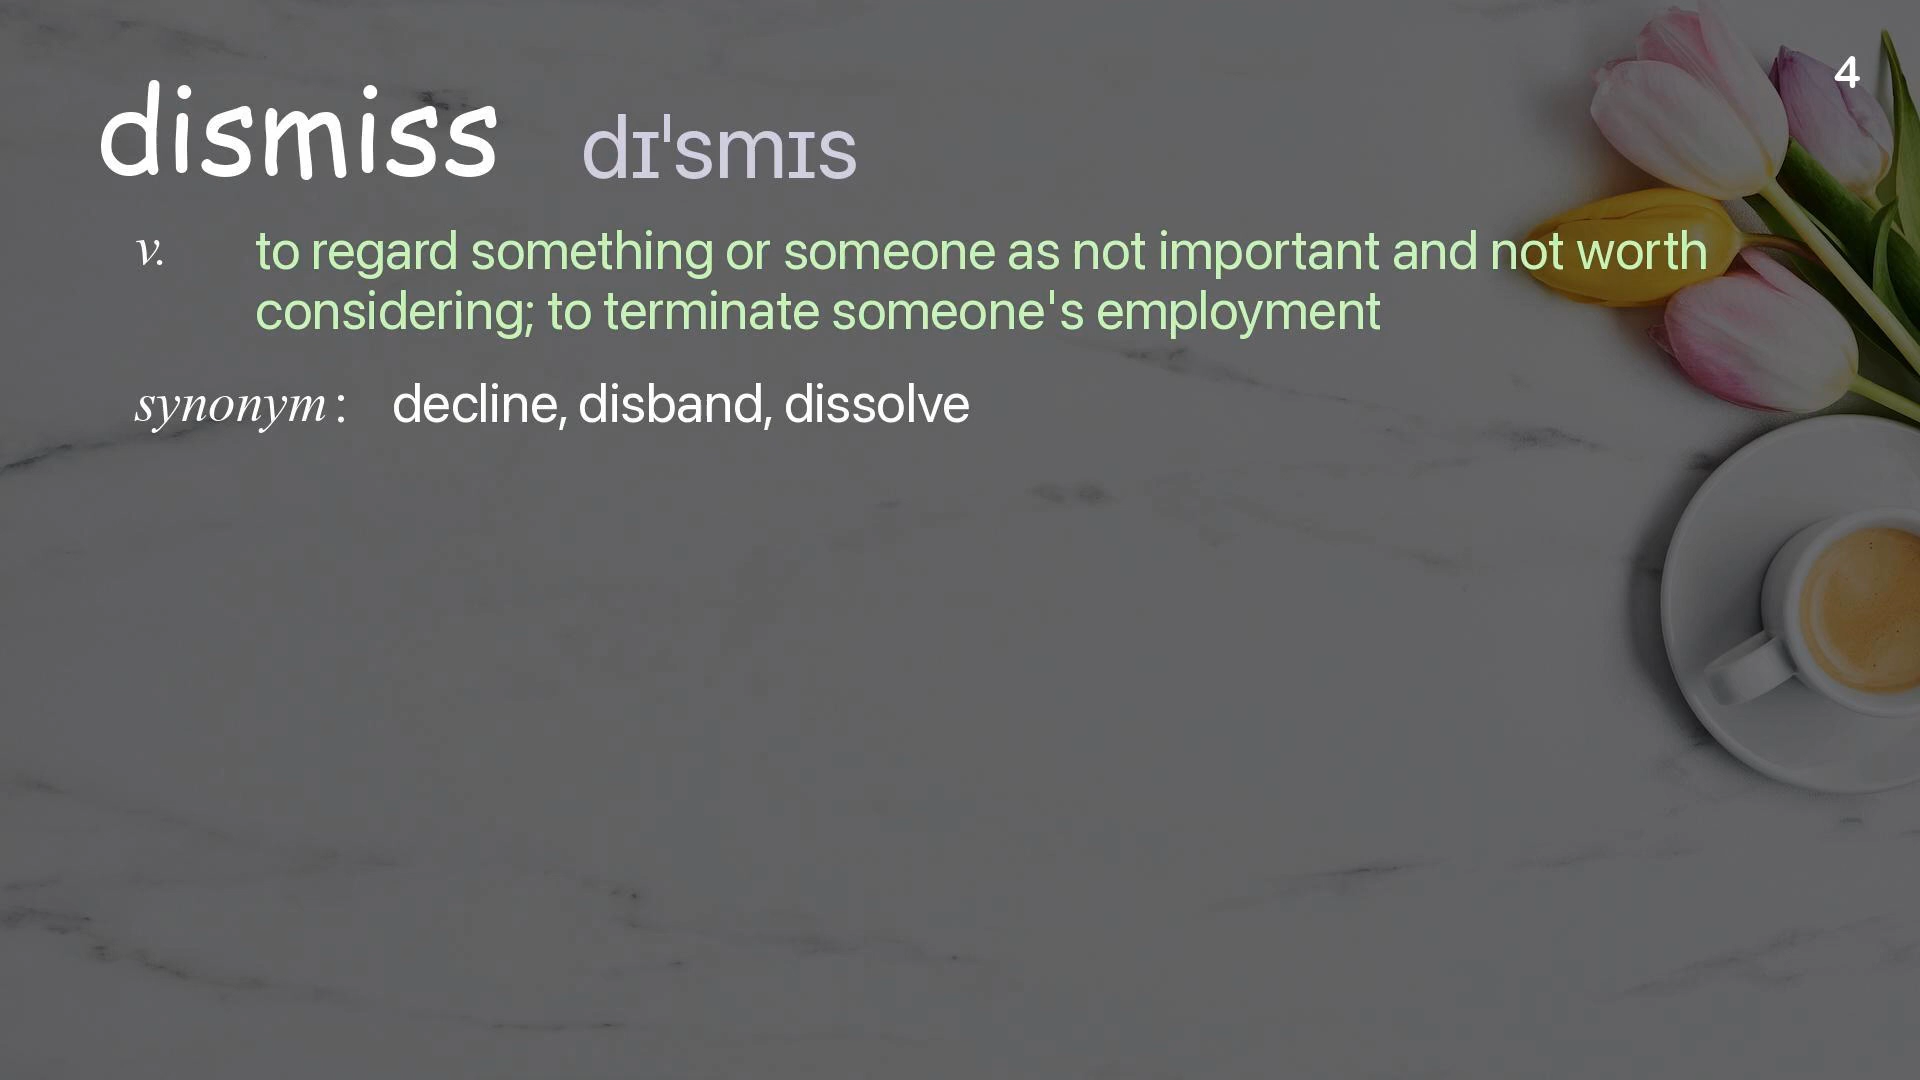 4
dismiss dɪ'smɪs
v. to regard something or someone as not important and not worth
considering; to terminate someone's employment
synonym: decline, disband, dissolve